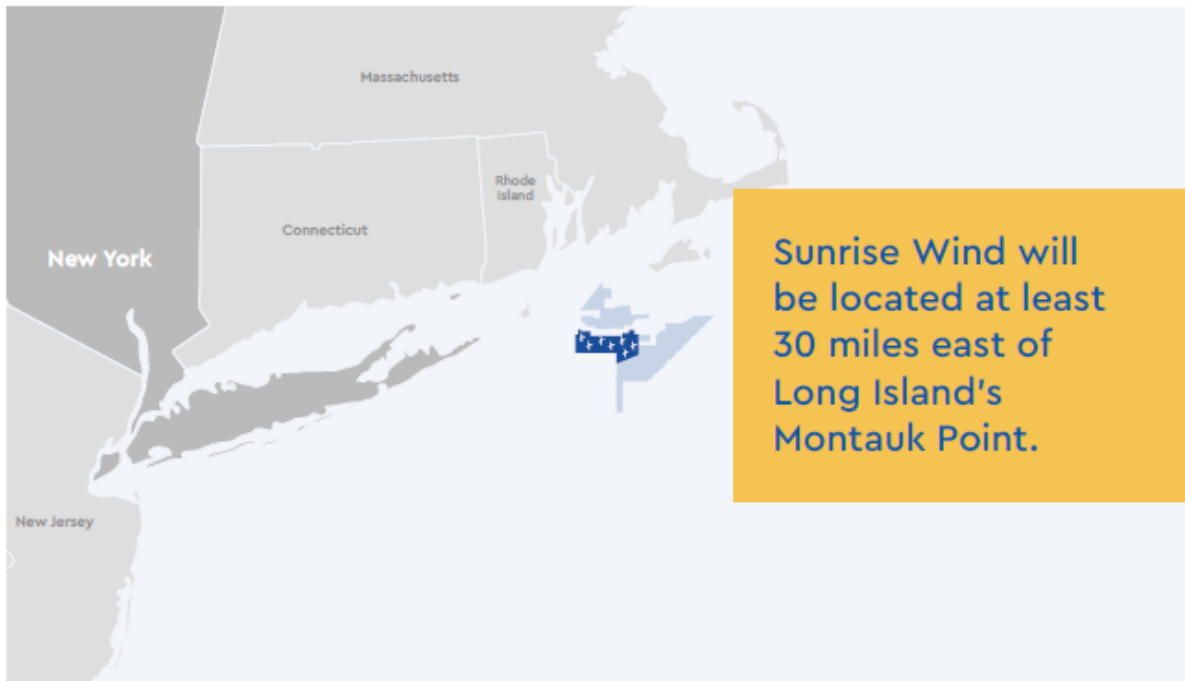 Massachusetts
Rhode
Island
Connecticut
New York
New Jersey
Sunrise Wind will
be located at least
30 miles east of
Long Island's
Montauk Point.